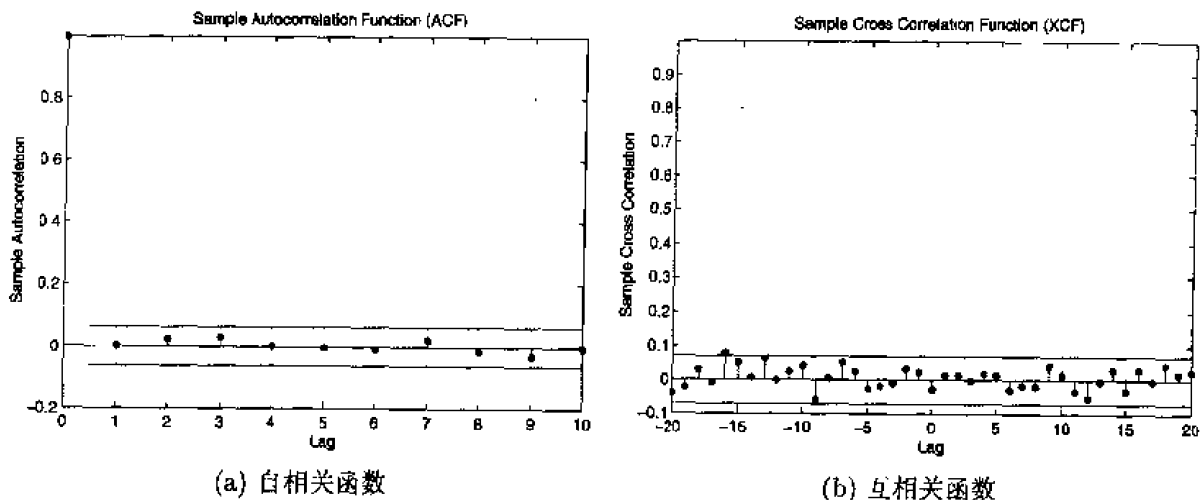 Sample Autocorrelation Function (ACF)
Sample Autocorrelation
0.8
0.6
0.4
0.2
0
-0.2
0 1 2 3 4 5 6 7 8 9 10
Lag
(a) 自相关函数
Sample Cross Correlation Function (XCF)
Sample Cross Correlation
0.9
0.8
0.7
0.6
0.5
0.4
0.3
0.2
0.1
0
-0.1
-20 -15 -10 -5 0 5 10 15 20
Lag
(b) 互相关函数